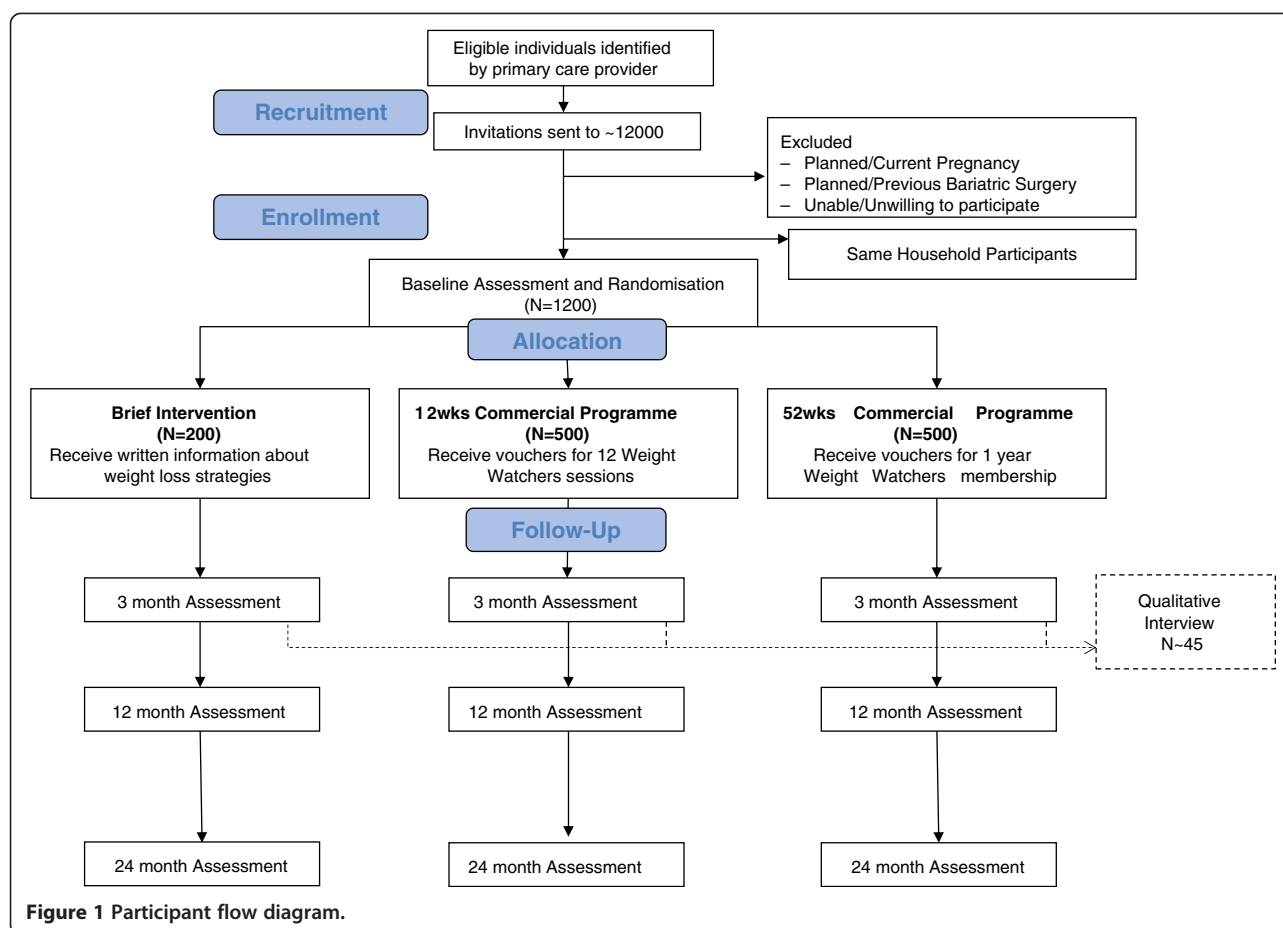 Eligible individuals identified
by primary care provider
Recruitment
Invitations sent to ~12000
Excluded
– Planned/Current Pregnancy
– Planned/Previous Bariatric Surgery
– Unable/Unwilling to participate
Enrollment
Same Household Participants
Baseline Assessment and Randomisation
(N=1200)
Allocation
Brief Intervention
(N=200)
Receive written information about
weight loss strategies
12wks Commercial Programme
(N=500)
Receive vouchers for 12 Weight
Watchers sessions
52wks Commercial Programme
(N=500)
Receive vouchers for 1 year
Weight Watchers membership
Follow-Up
3 month Assessment
3 month Assessment
3 month Assessment
Qualitative
Interview
N~45
12 month Assessment
12 month Assessment
12 month Assessment
24 month Assessment
24 month Assessment
24 month Assessment
Figure 1 Participant flow diagram.